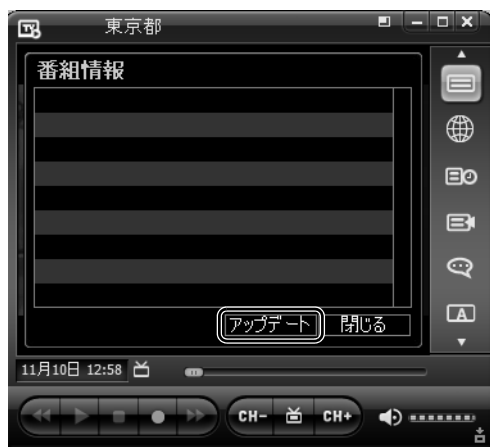 TV
東京都
番組情報
アップデート 閉じる
A
11月10日 12:58
CH- CH+